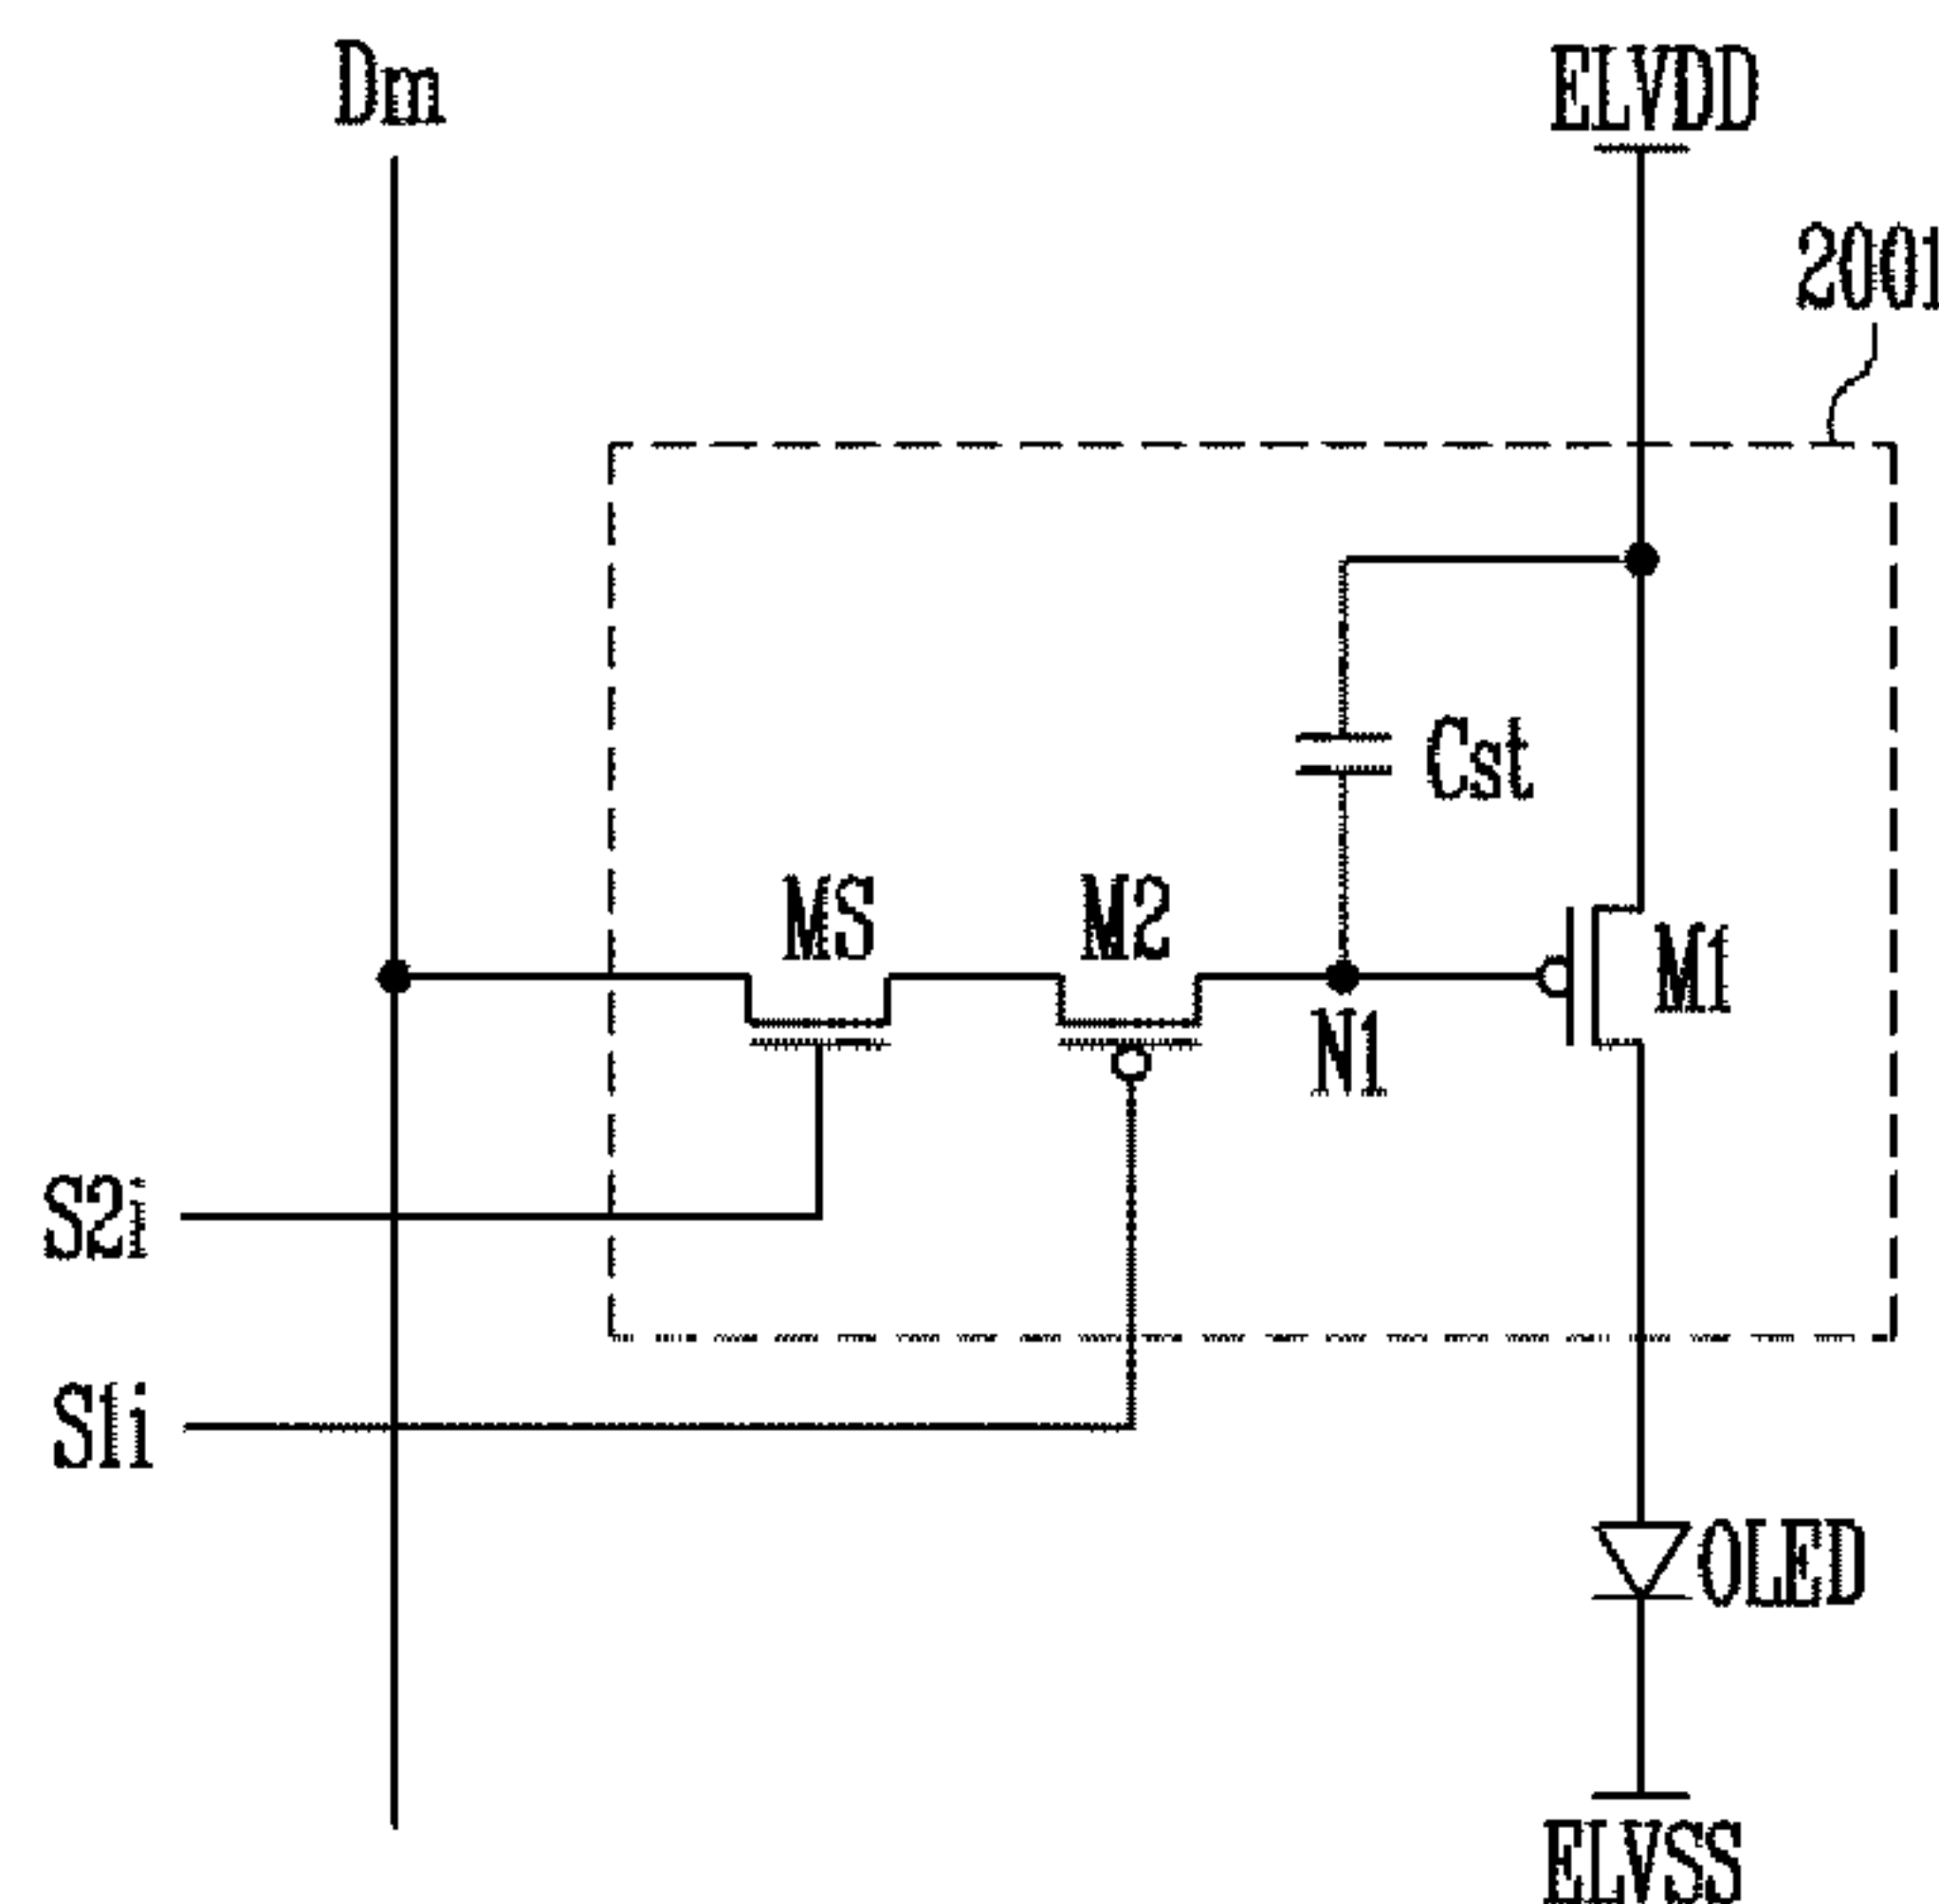 Dm
ELVDD
2001
Cst
MS
M2
M1
N1
S2i
S1i
OLED
ELVSS